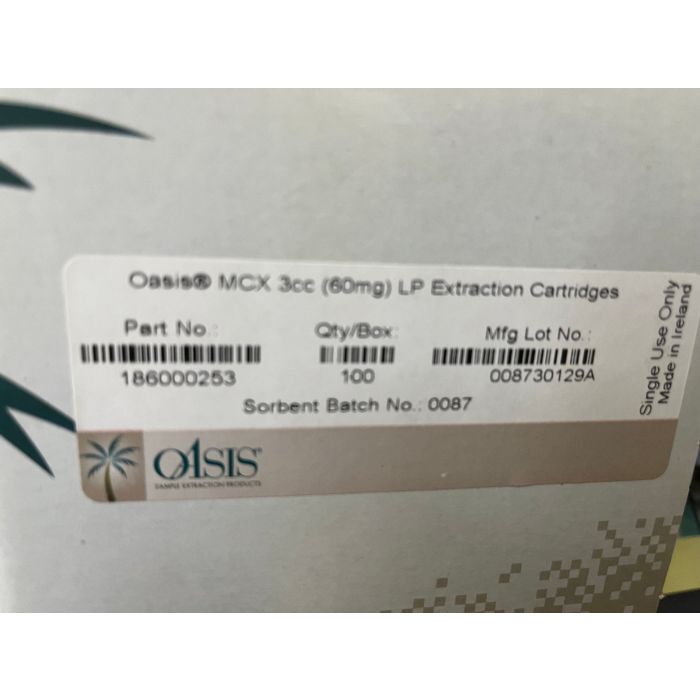 Oasis® MCX 3cc (60mg) LP Extraction Cartridges
Part No.:
Qty/Box:
Mfg Lot No.:
186000253
100
008730129A
Sorbent Batch No.: 0087
Single Use Only
Made in Ireland
OASIS®
SAMPLE EXTRACTION PRODUCTS